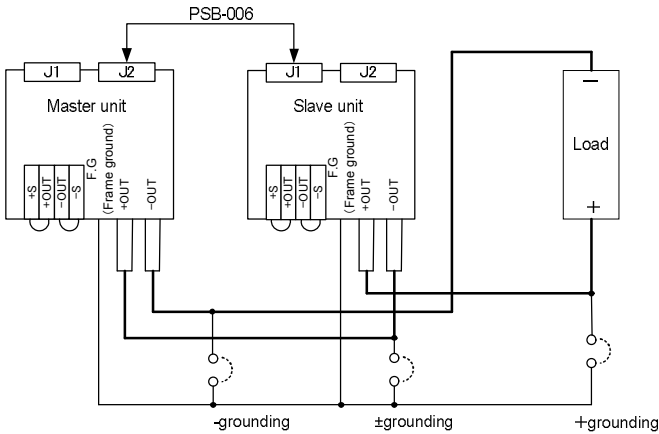 PSB-006
J1
J2
J1
J2
Master unit
Slave unit
Load
−
+
+S
+OUT
−OUT
−S
F.G
(Frame ground)
+OUT
−OUT
+S
+OUT
−OUT
−S
F.G
(Frame ground)
+OUT
−OUT
-grounding
±grounding
+grounding